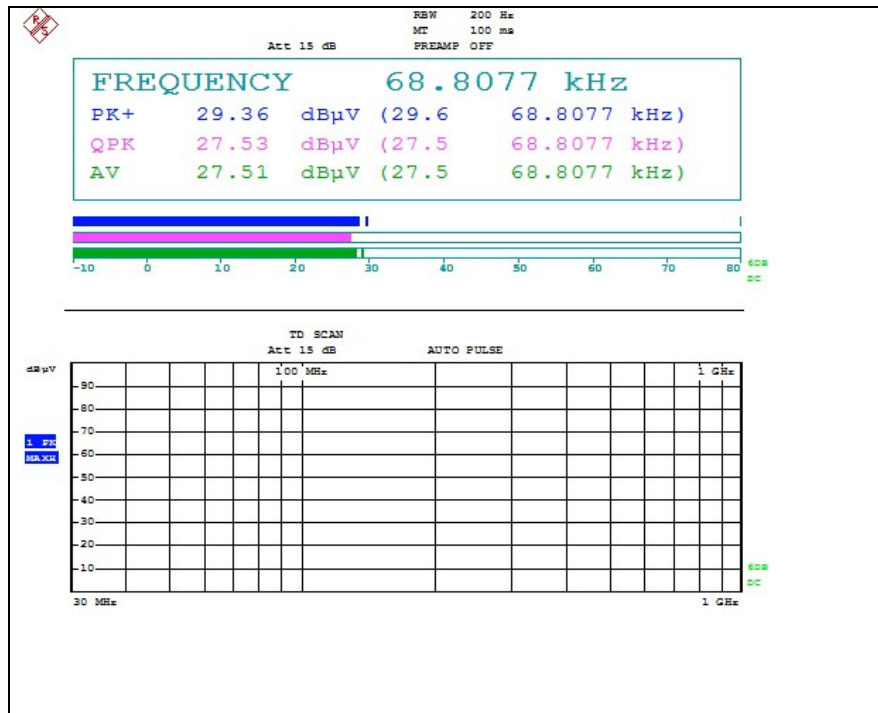 R S
RBW 200 Hz
MT 100 ms
Att 15 dB PREAMP OFF
FREQUENCY 68.8077 kHz
PK+ 29.36 dBµV (29.6 68.8077 kHz)
QPK 27.53 dBµV (27.5 68.8077 kHz)
AV 27.51 dBµV (27.5 68.8077 kHz)
-10 0 10 20 30 40 50 60 70 80 6DB
DC
TD SCAN
Att 15 dB AUTO PULSE
dBµV 100 MHz 1 GHz
90
80
70
1 PK
MAXH
60
50
40
30
20
10 6DB
DC
30 MHz 1 GHz